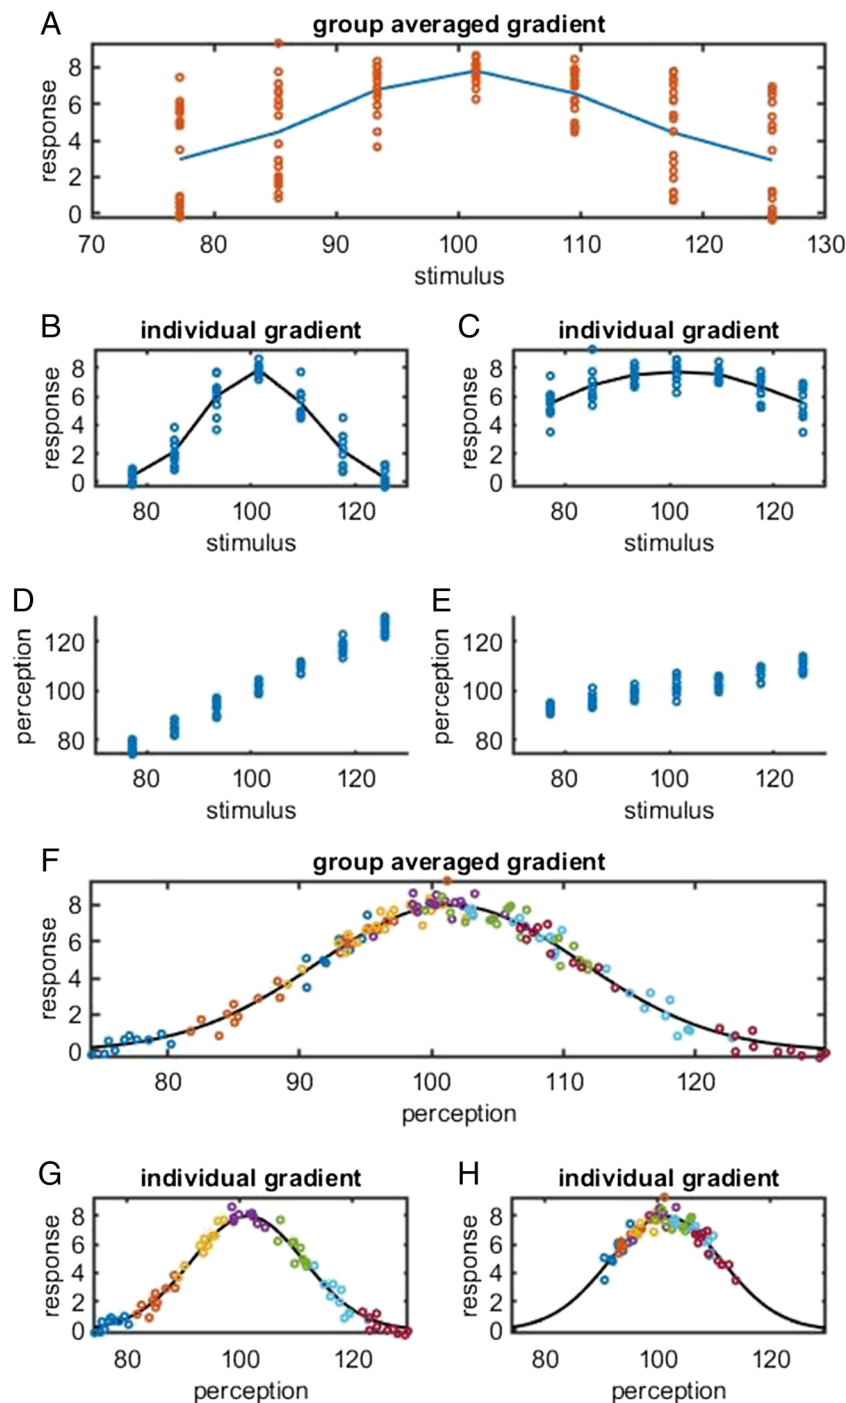 A
group averaged gradient
response
8
6
4
2
0
70 80 90 100 110 120 130
stimulus
B
individual gradient
response
8
6
4
2
0
80 100 120
stimulus
C
individual gradient
response
8
6
4
2
0
80 100 120
stimulus
D
perception
120
100
80
80 100 120
stimulus
E
perception
120
100
80
80 100 120
stimulus
F
group averaged gradient
response
8
6
4
2
0
80 90 100 110 120
perception
G
individual gradient
response
8
6
4
2
0
80 100 120
perception
H
individual gradient
response
8
6
4
2
0
80 100 120
perception